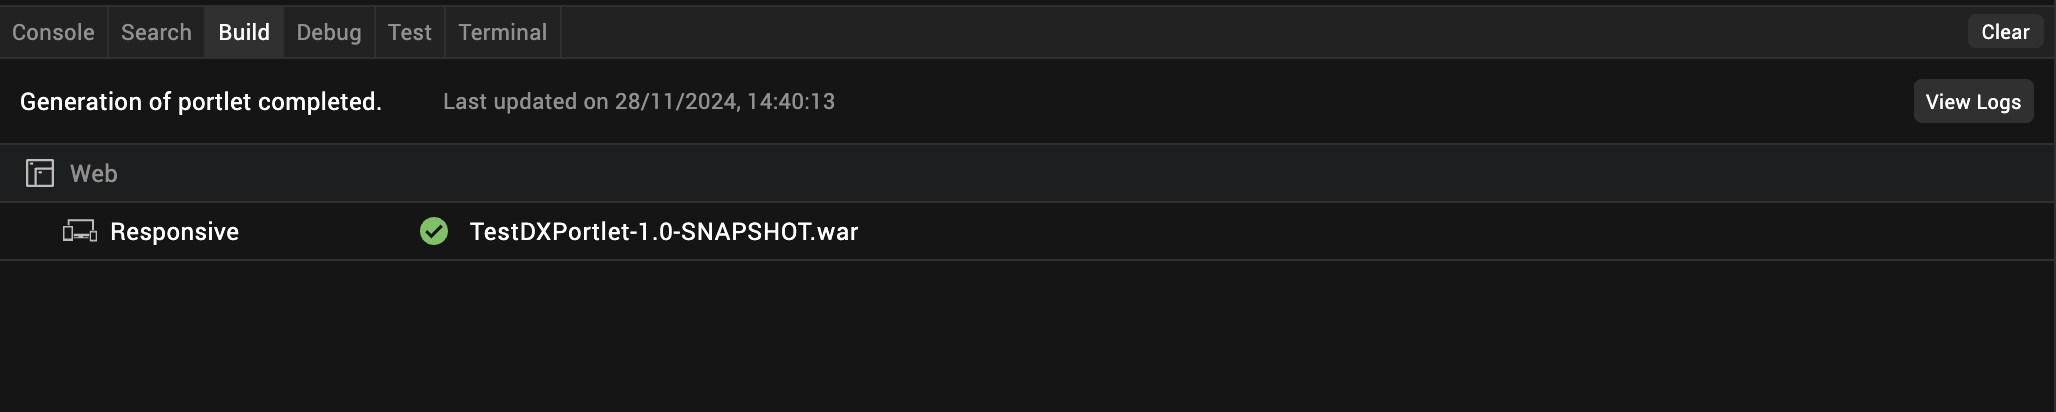 Console Search Build Debug Test Terminal Clear
Generation of portlet completed. Last updated on 28/11/2024, 14:40:13 View Logs
Web
Responsive TestDXPortlet-1.0-SNAPSHOT.war